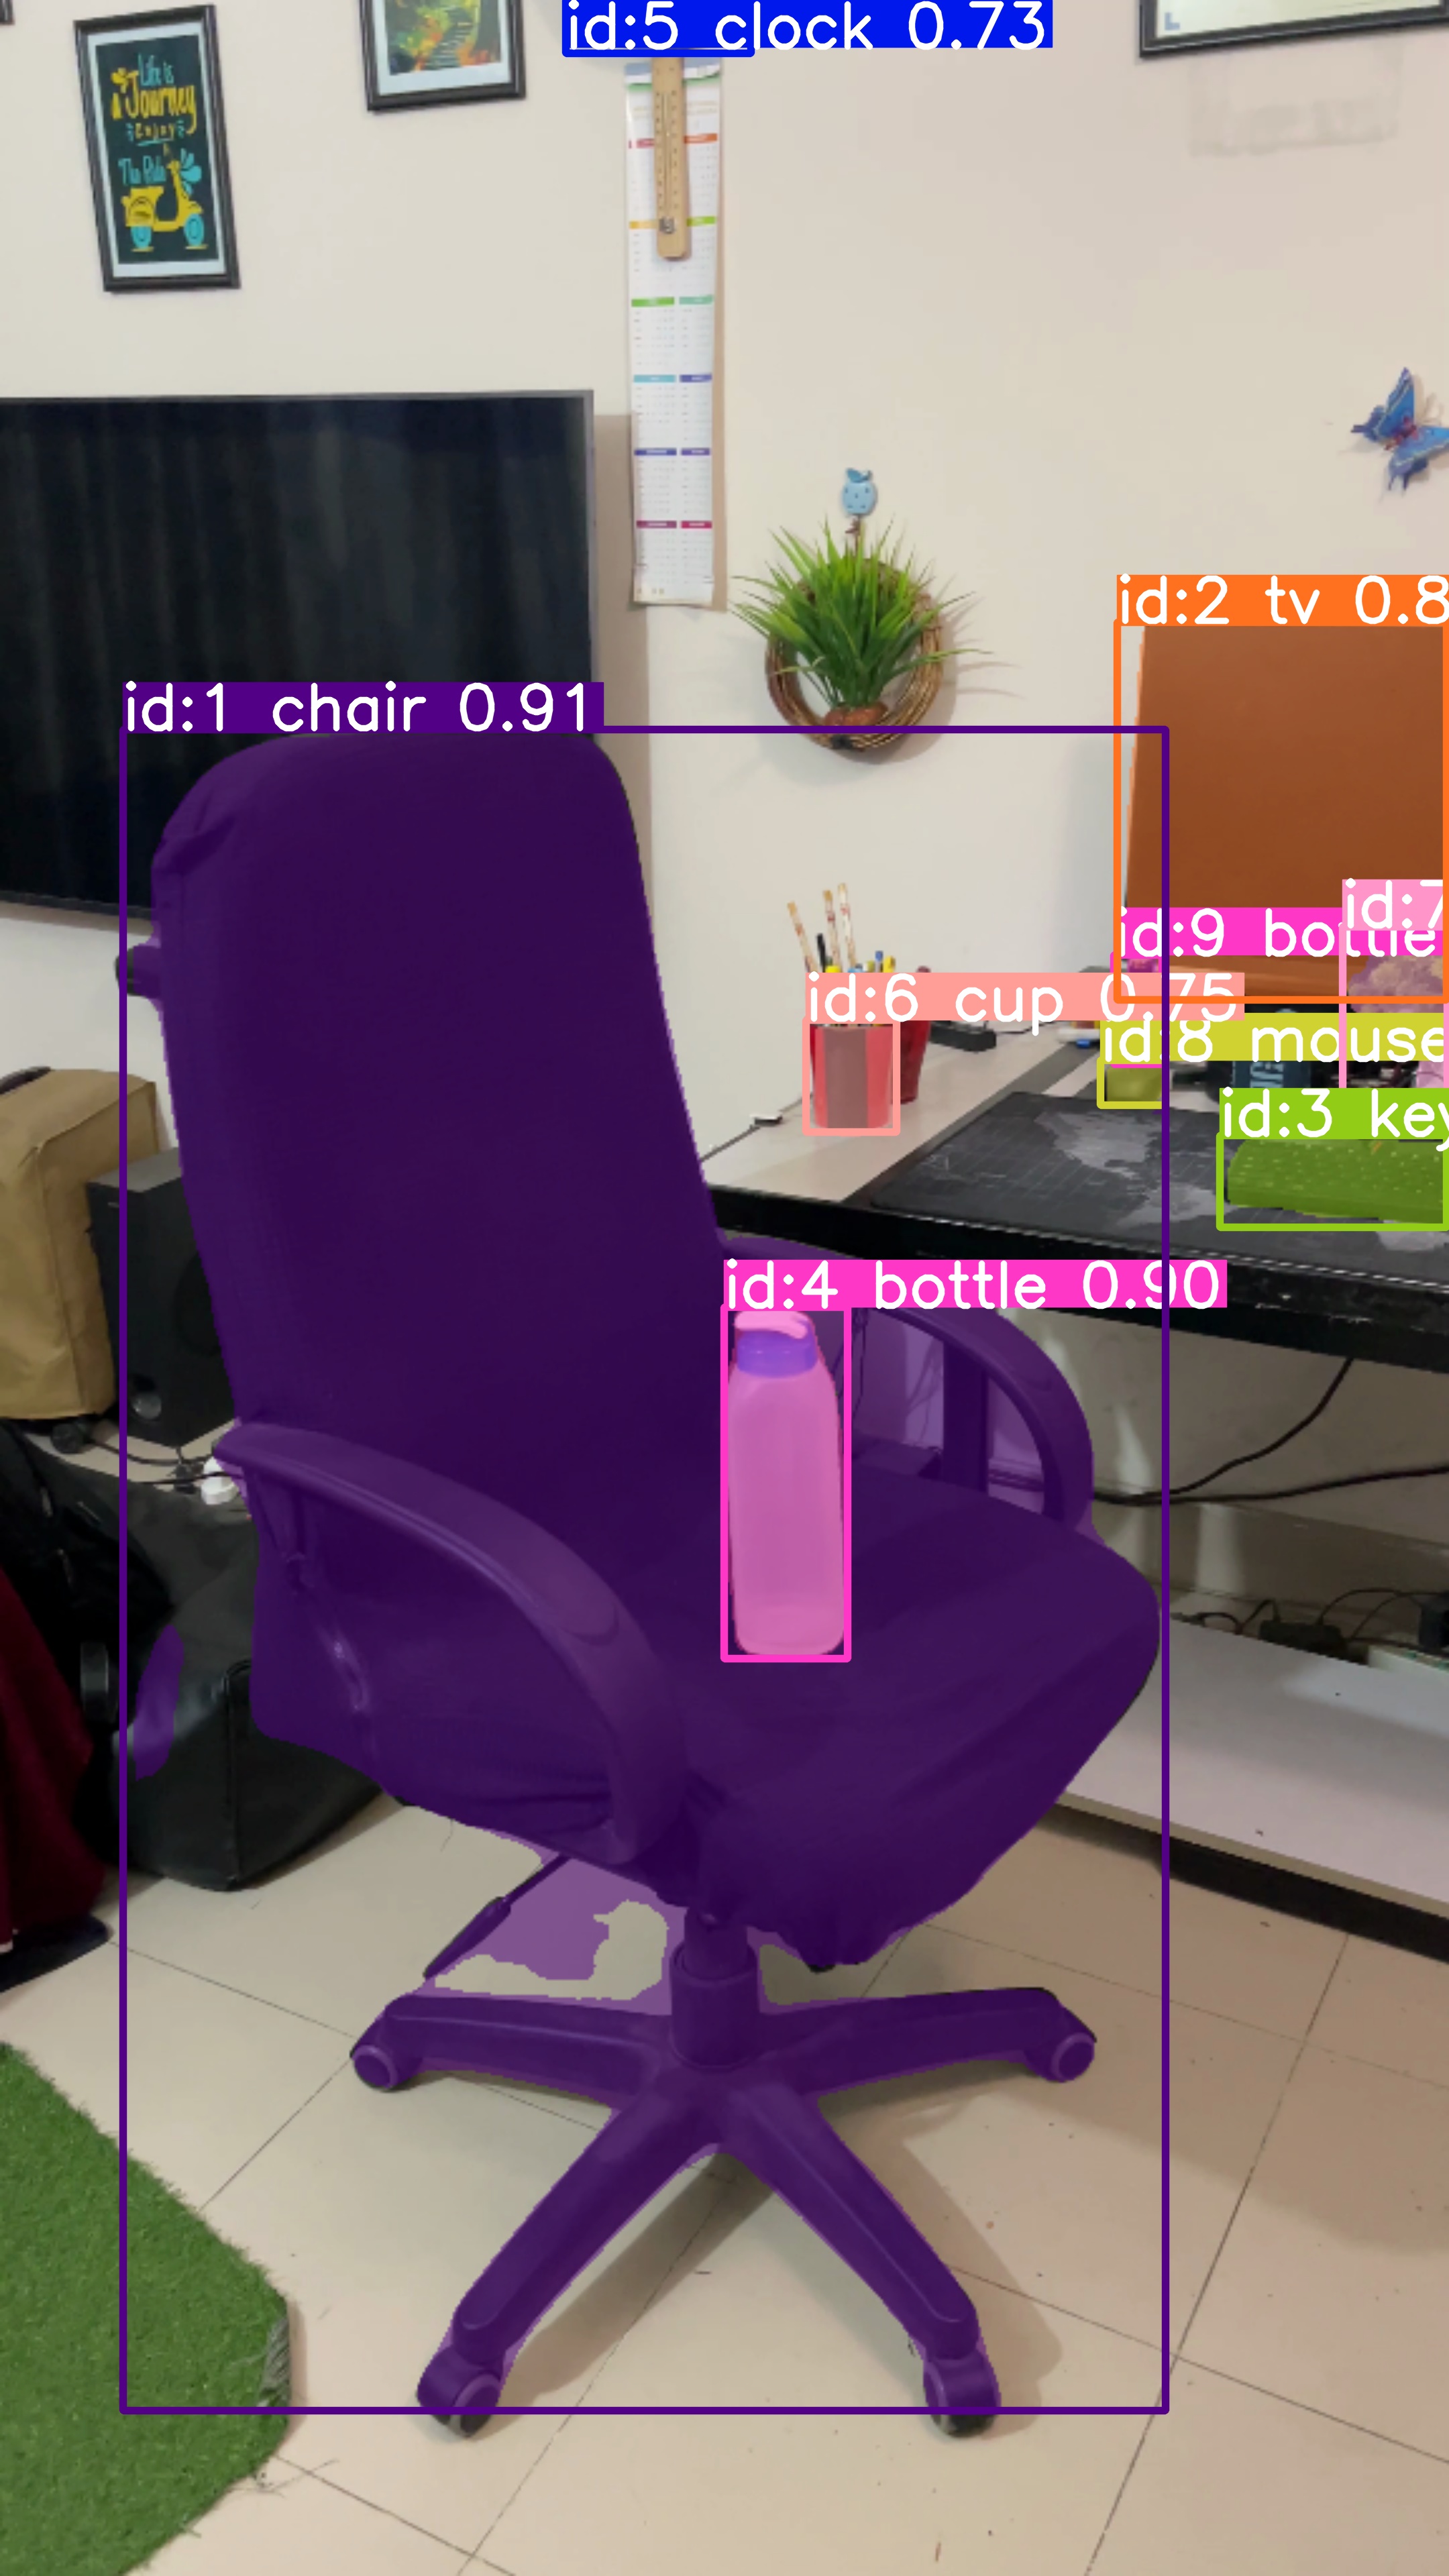 id:5 clock 0.73
Life is
a Journey
Enjoy
The Ride
id:2 tv 0.8
id:1 chair 0.91
id:7
id:9 bottle
id:6 cup 0.75
id:8 mouse
id:3 key
id:4 bottle 0.90